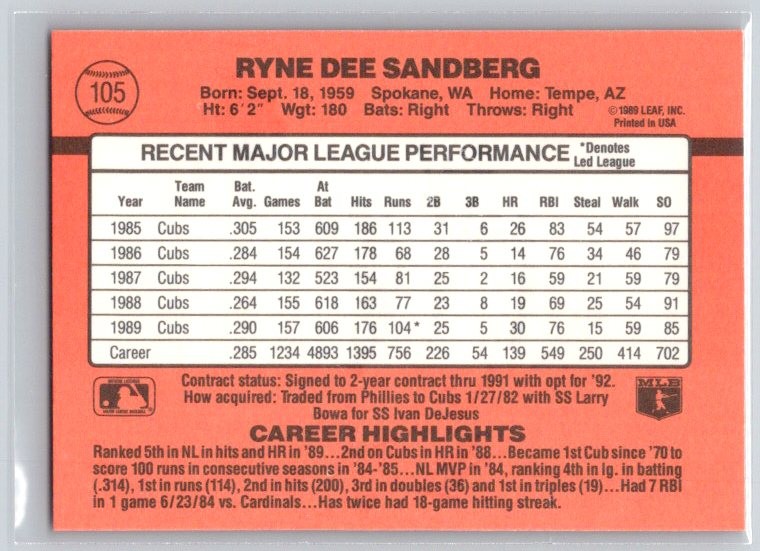 105
RYNE DEE SANDBERG
Born: Sept. 18, 1959 Spokane, WA Home: Tempe, AZ
Ht: 6'2" Wgt: 180 Bats: Right Throws: Right
©1989 LEAF, INC.
Printed in USA
RECENT MAJOR LEAGUE PERFORMANCE *Denotes Led League
Year Team Name Bat. Avg. Games At Bat Hits Runs 2B 3B HR RBI Steal Walk SO
1985 Cubs .305 153 609 186 113 31 6 26 83 54 57 97
1986 Cubs .284 154 627 178 68 28 5 14 76 34 46 79
1987 Cubs .294 132 523 154 81 25 2 16 59 21 59 79
1988 Cubs .264 155 618 163 77 23 8 19 69 25 54 91
1989 Cubs .290 157 606 176 104* 25 5 30 76 15 59 85
Career .285 1234 4893 1395 756 226 54 139 549 250 414 702
Contract status: Signed to 2-year contract thru 1991 with opt for '92.
How acquired: Traded from Phillies to Cubs 1/27/82 with SS Larry
Bowa for SS Ivan DeJesus
MLB
CAREER HIGHLIGHTS
Ranked 5th in NL in hits and HR in '89...2nd on Cubs in HR in '88...Became 1st Cub since '70 to
score 100 runs in consecutive seasons in '84-'85...NL MVP in '84, ranking 4th in lg. in batting
(.314), 1st in runs (114), 2nd in hits (200), 3rd in doubles (36) and 1st in triples (19)...Had 7 RBI
in 1 game 6/23/84 vs. Cardinals...Has twice had 18-game hitting streak.